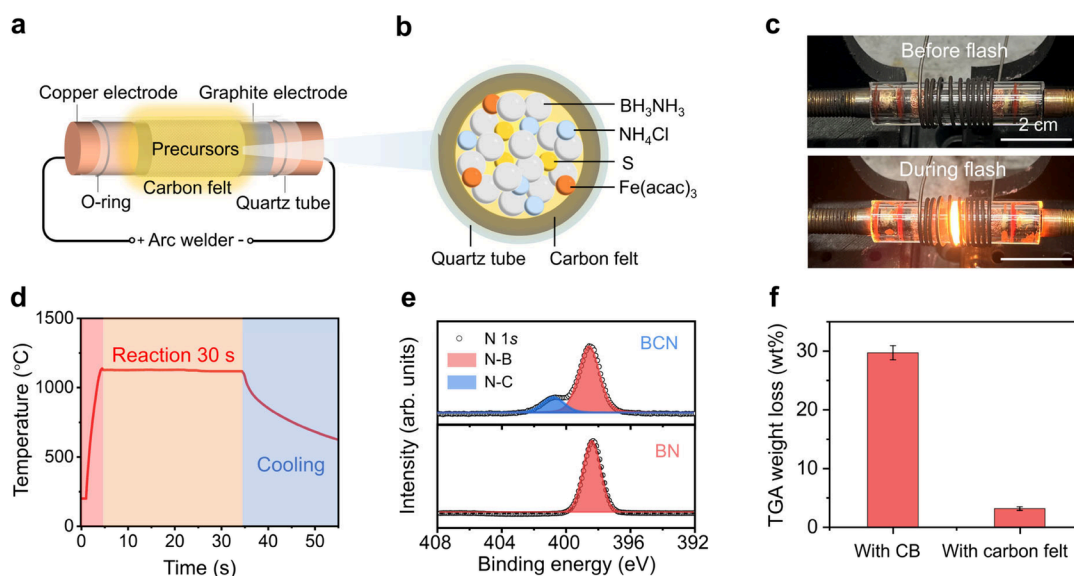 a
Copper electrode
Graphite electrode
Precursors
Carbon felt
O-ring
Quartz tube
+ Arc welder -
b
BH₃NH₃
NH₄Cl
S
Fe(acac)₃
Quartz tube
Carbon felt
c
Before flash
2 cm
During flash
d
Temperature (°C)
1500
1000
500
0
Reaction 30 s
Cooling
0 10 20 30 40 50
Time (s)
e
Intensity (arb. units)
N 1s
N-B
N-C
BCN
BN
408 404 400 396 392
Binding energy (eV)
f
TGA weight loss (wt%)
30
20
10
0
With CB
With carbon felt